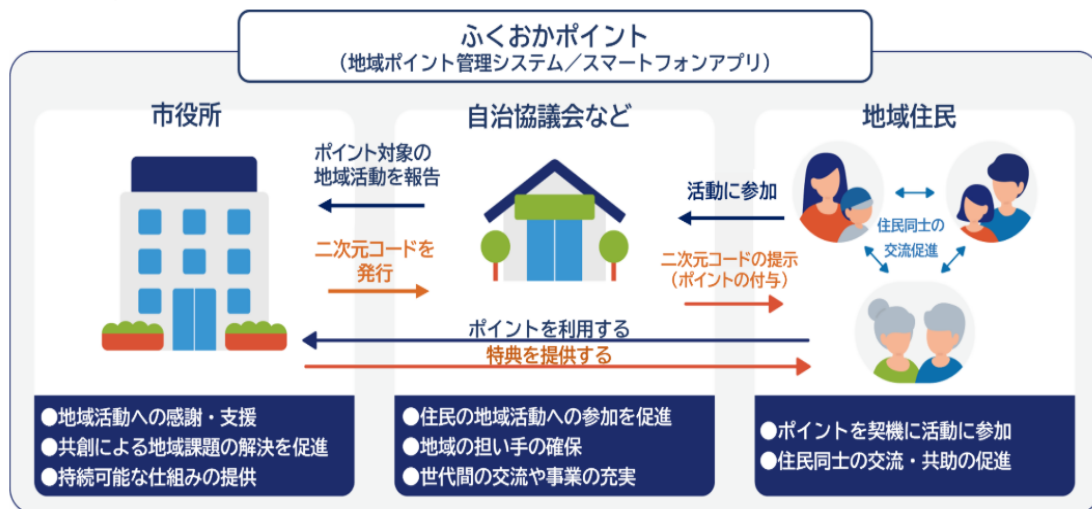 ふくおかポイント
(地域ポイント管理システム/スマートフォンアプリ)
市役所
自治協議会など
地域住民
ポイント対象の
地域活動を報告
二次元コードを
発行
活動に参加
二次元コードの提示
(ポイントの付与)
住民同士の
交流促進
ポイントを利用する
特典を提供する
●地域活動への感謝・支援
●共創による地域課題の解決を促進
●持続可能な仕組みの提供
●住民の地域活動への参加を促進
●地域の担い手の確保
●世代間の交流や事業の充実
●ポイントを契機に活動に参加
●住民同士の交流・共助の促進